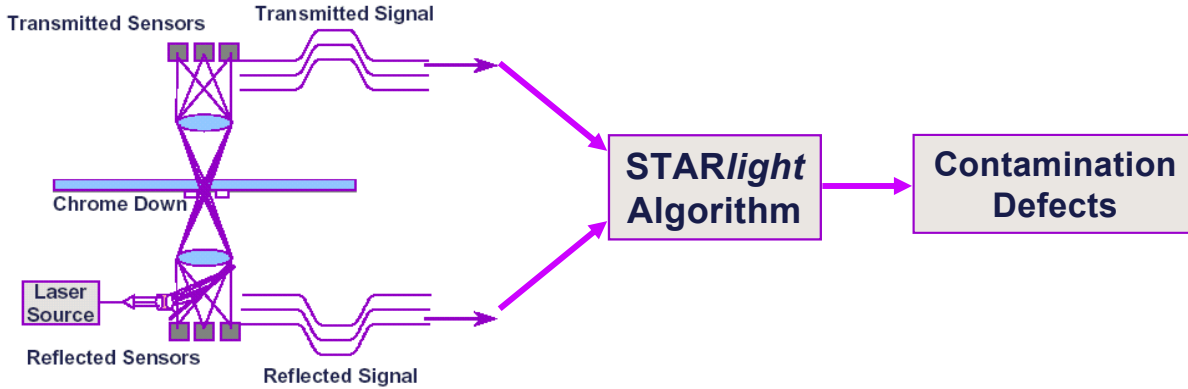 Transmitted Sensors
Transmitted Signal
Chrome Down
STARlight
Algorithm
Contamination
Defects
Laser
Source
Reflected Sensors
Reflected Signal